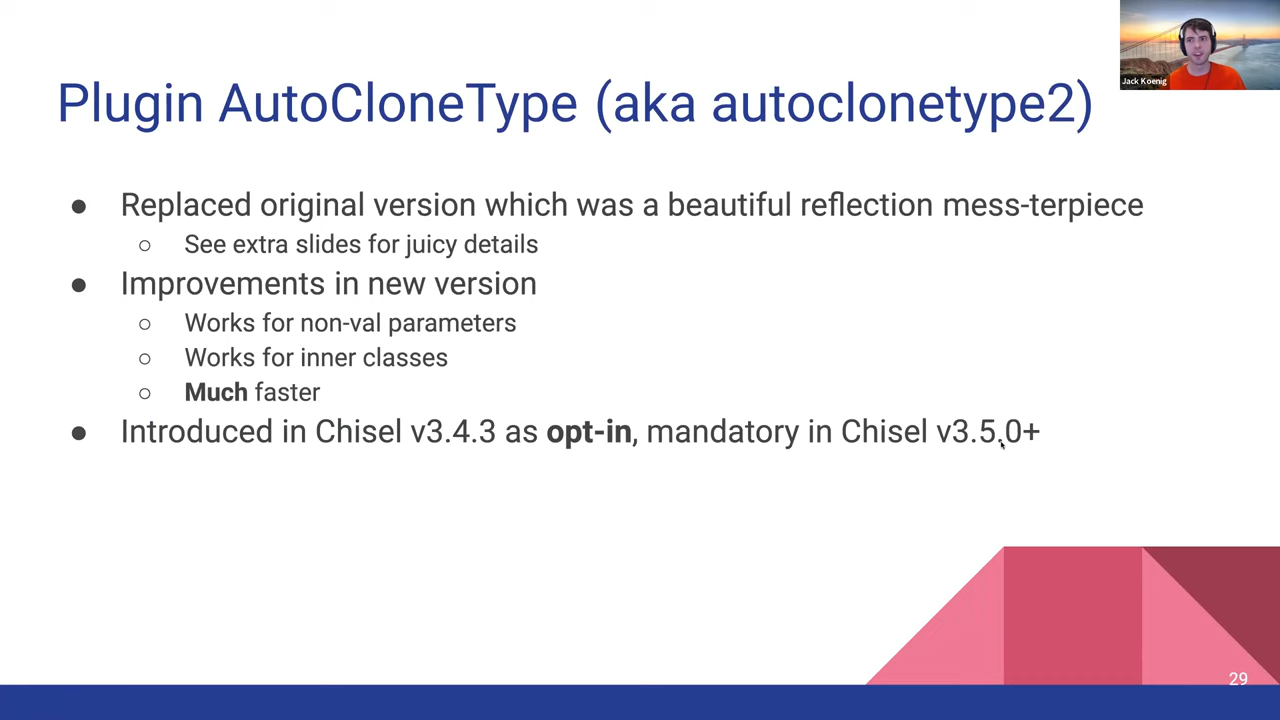 Jack Koenig
Plugin AutoCloneType (aka autoclonetype2)
● Replaced original version which was a beautiful reflection mess-terpiece
○ See extra slides for juicy details
● Improvements in new version
○ Works for non-val parameters
○ Works for inner classes
○ Much faster
● Introduced in Chisel v3.4.3 as opt-in, mandatory in Chisel v3.5.0+
29